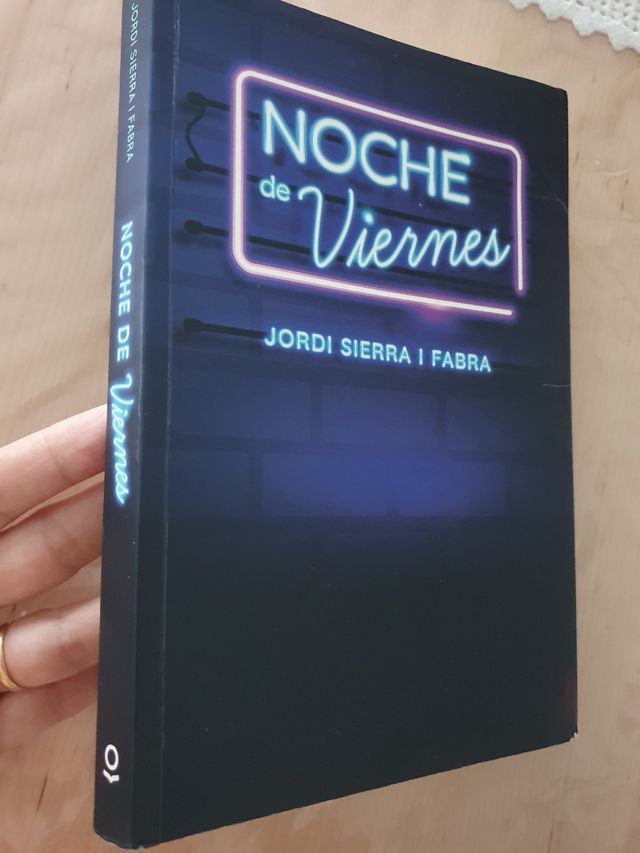 NOCHE
de Viernes
JORDI SIERRA I FABRA
JORDI SIERRA I FABRA
NOCHE DE Viernes